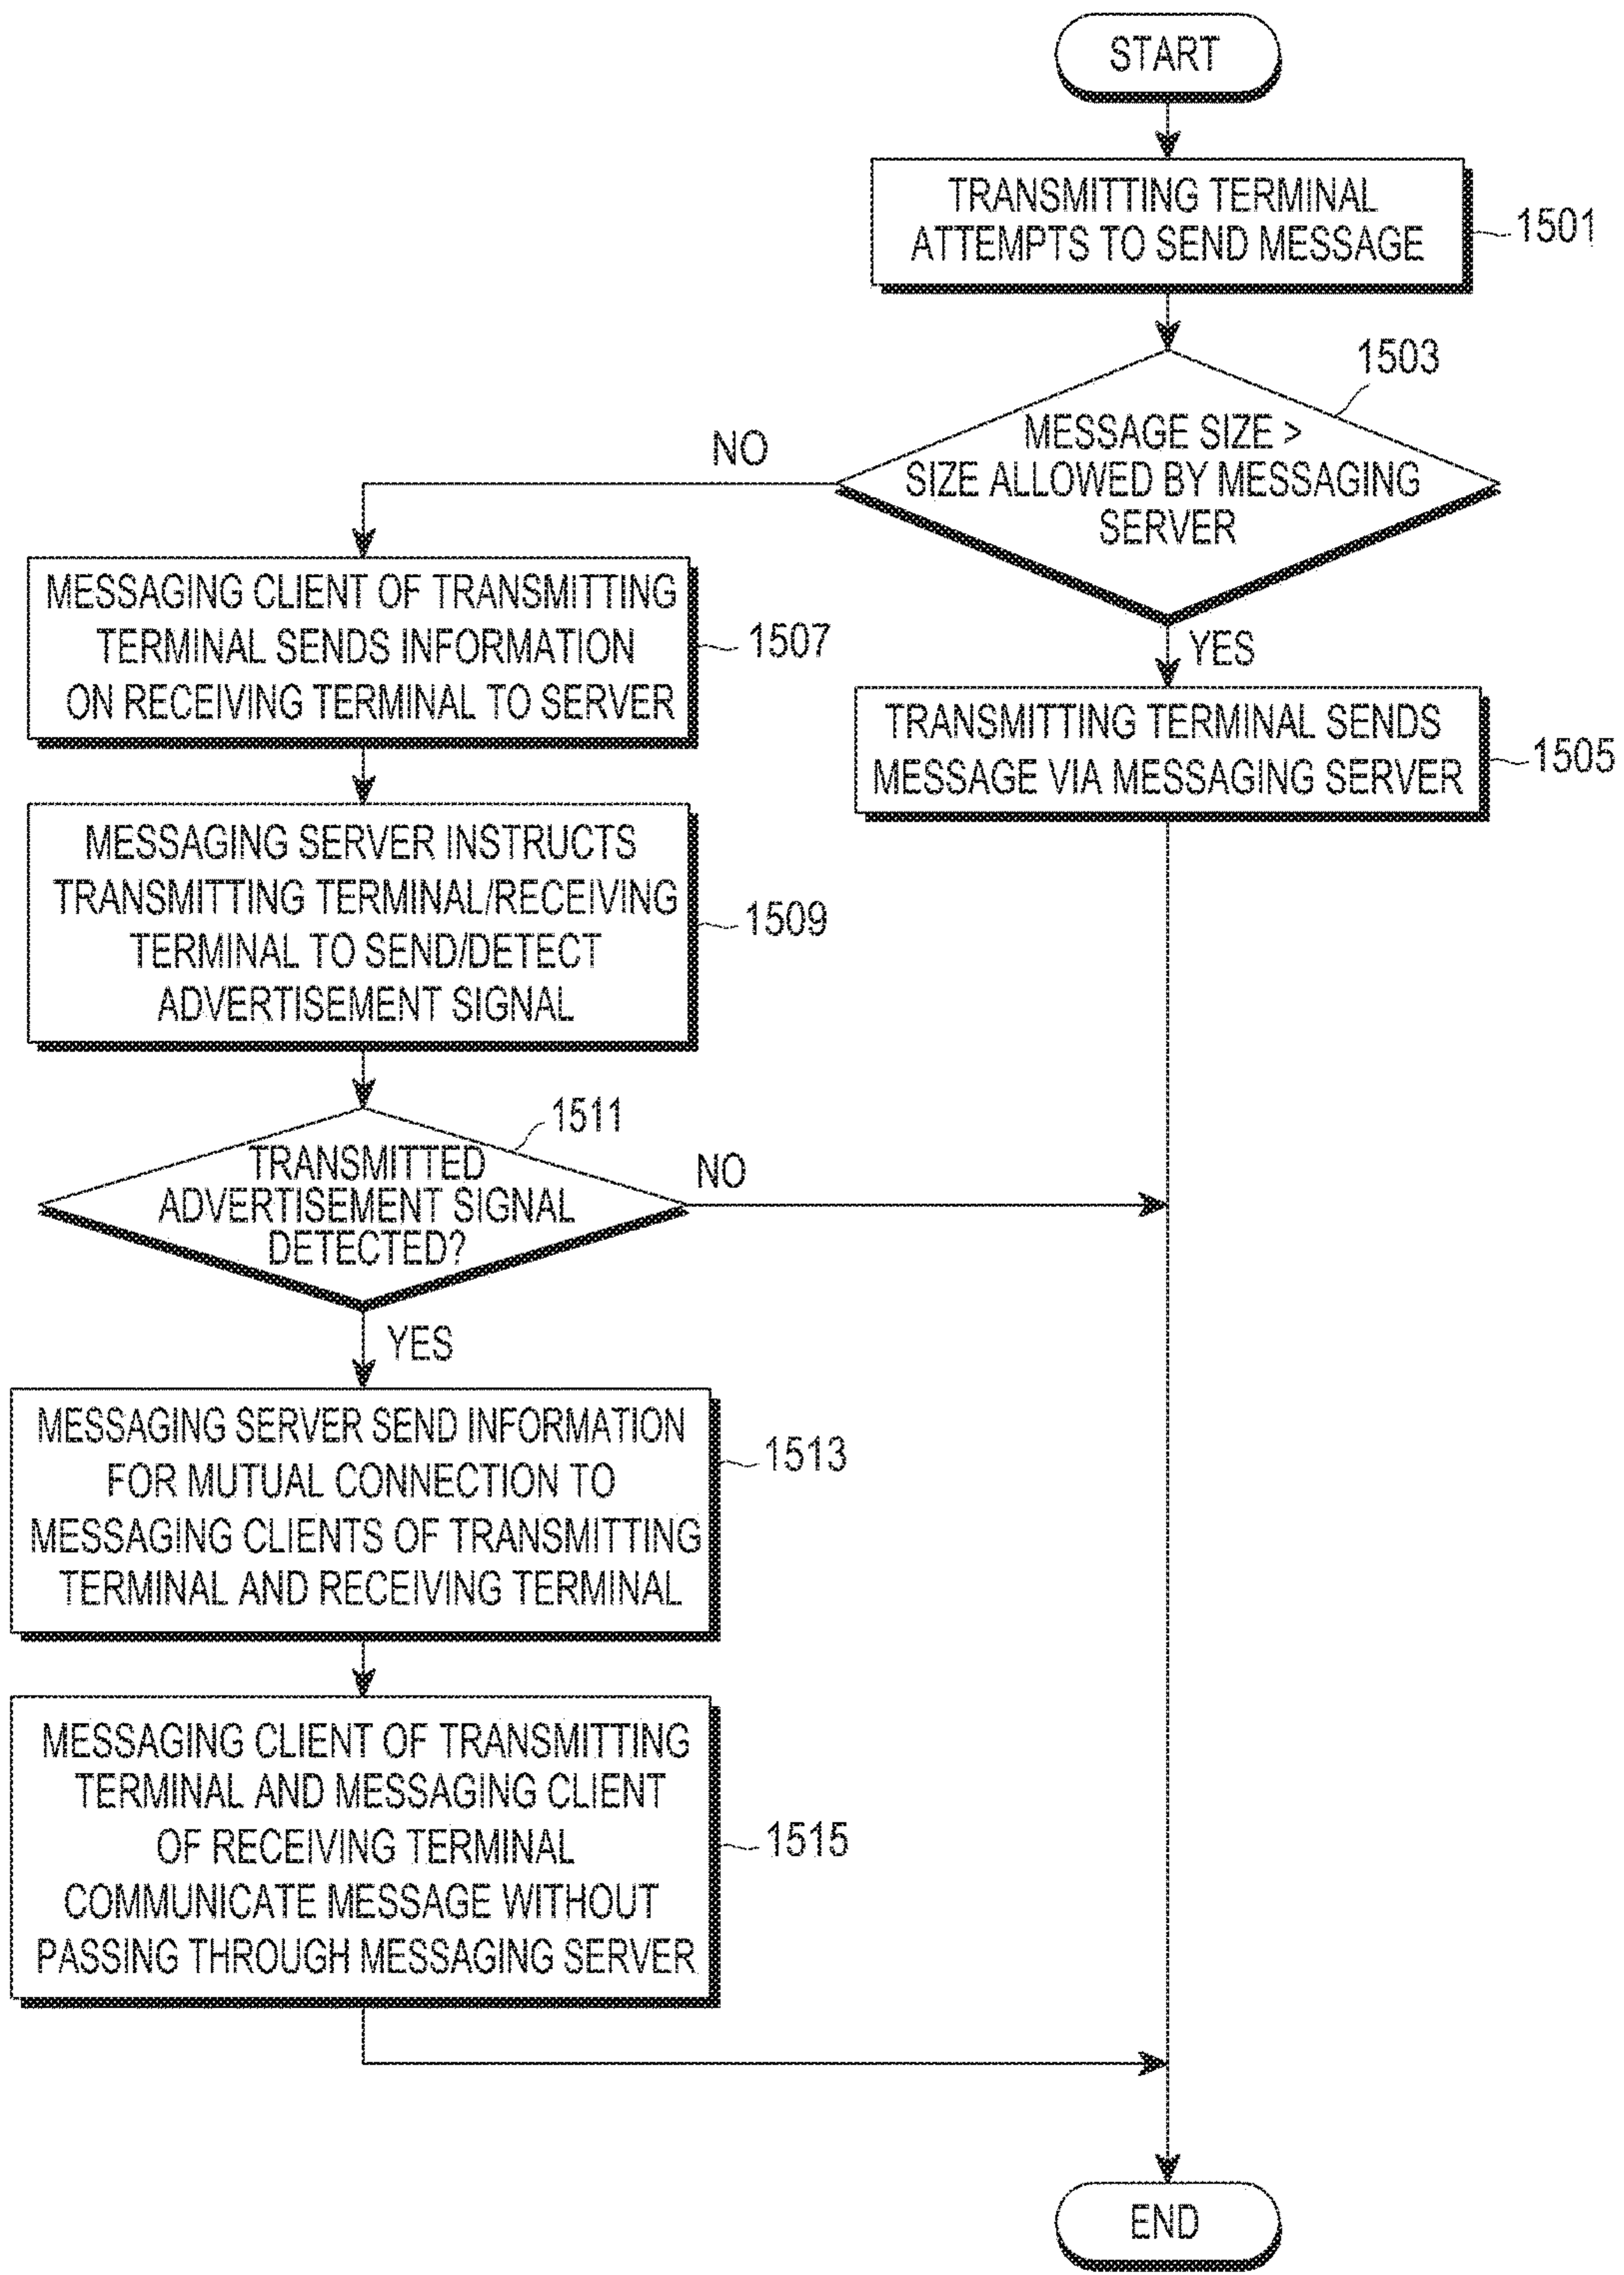 START
TRANSMITTING TERMINAL
ATTEMPTS TO SEND MESSAGE
1501
1503
MESSAGE SIZE >
SIZE ALLOWED BY MESSAGING
SERVER
NO
YES
MESSAGING CLIENT OF TRANSMITTING
TERMINAL SENDS INFORMATION
ON RECEIVING TERMINAL TO SERVER
1507
TRANSMITTING TERMINAL SENDS
MESSAGE VIA MESSAGING SERVER
1505
MESSAGING SERVER INSTRUCTS
TRANSMITTING TERMINAL/RECEIVING
TERMINAL TO SEND/DETECT
ADVERTISEMENT SIGNAL
1509
1511
TRANSMITTED
ADVERTISEMENT SIGNAL
DETECTED?
NO
YES
MESSAGING SERVER SEND INFORMATION
FOR MUTUAL CONNECTION TO
MESSAGING CLIENTS OF TRANSMITTING
TERMINAL AND RECEIVING TERMINAL
1513
MESSAGING CLIENT OF TRANSMITTING
TERMINAL AND MESSAGING CLIENT
OF RECEIVING TERMINAL
COMMUNICATE MESSAGE WITHOUT
PASSING THROUGH MESSAGING SERVER
1515
END